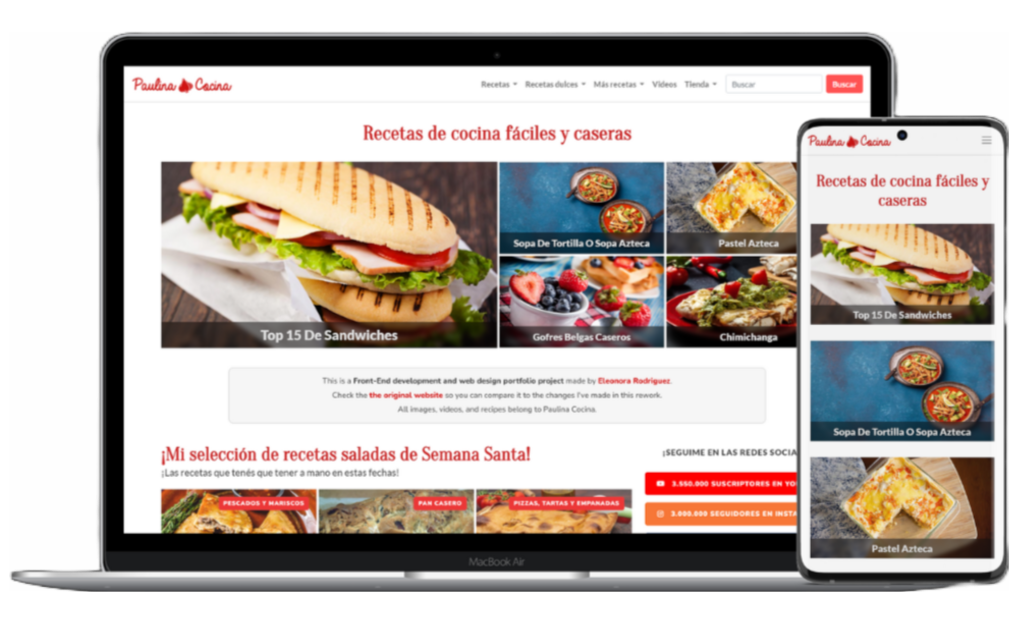 Paulina Cocina
Recetas Recetas dulces Más recetas Videos Tienda Buscar Buscar
Recetas de cocina fáciles y caseras
Top 15 De Sandwiches
Sopa De Tortilla O Sopa Azteca
Pastel Azteca
Gofres Belgas Caseros
Chimichanga
This is a Front-End development and web design portfolio project made by Eleonora Rodriguez.
Check the the original website so you can compare it to the changes I've made in this rework.
All images, videos, and recipes belong to Paulina Cocina.
¡Mi selección de recetas saladas de Semana Santa!
¡Las recetas que tenés que tener a mano en estas fechas!
PESCADOS Y MARISCOS
PAN CASERO
PIZZAS, TARTAS Y EMPANADAS
¡SEGUIME EN LAS REDES SOCIA
3.550.000 SUSCRIPTORES EN YO
3.000.000 SEGUIDORES EN INSTA
MacBook Air
Paulina Cocina
Recetas de cocina fáciles y
caseras
Top 15 De Sandwiches
Sopa De Tortilla O Sopa Azteca
Pastel Azteca